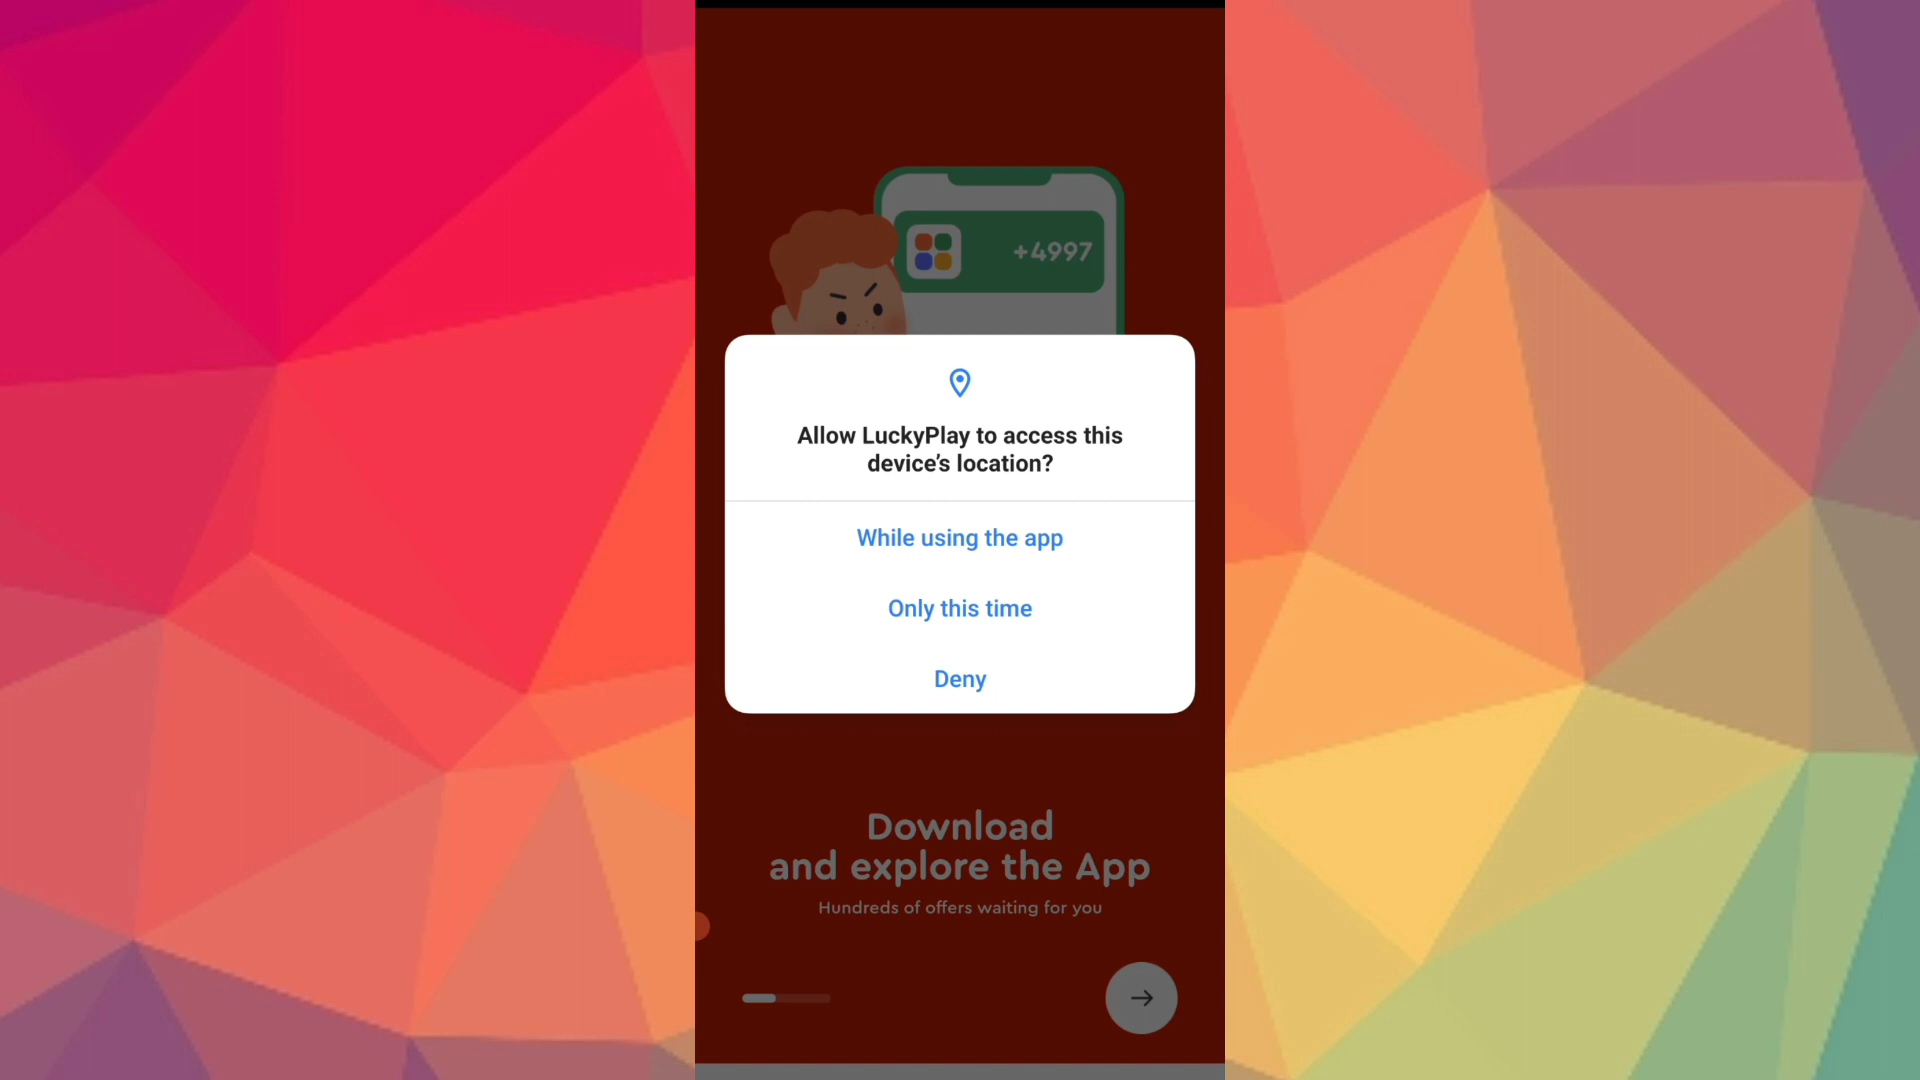 +4997
Allow LuckyPlay to access this
device’s location?
While using the app
Only this time
Deny
Download
and explore the App
Hundreds of offers waiting for you